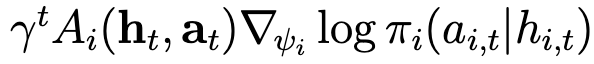 γ^t A_i(𝐡_t, 𝐚_t)∇_{ψ_i} log π_i(a_{i,t}|h_{i,t})